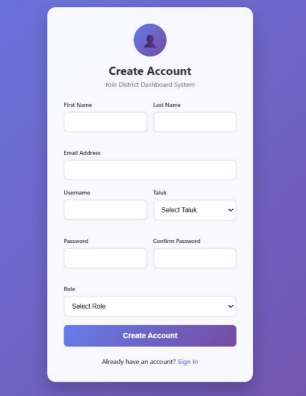 Create Account
Join District Dashboard System
First Name Last Name
Email Address
Username Taluk
Select Taluk
Password Confirm Password
Role
Select Role
Create Account
Already have an account? Sign In